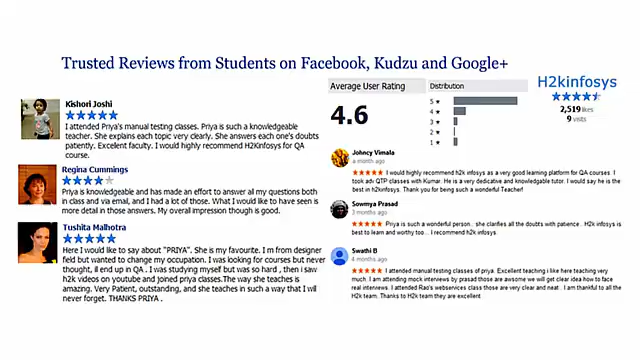 Trusted Reviews from Students on Facebook, Kudzu and Google+
Kishori Joshi
I attended Priya's manual testing classes. Priya is such a knowledgeable
teacher. She explains each topic very clearly. She answers each one's doubts
patiently. Excellent faculty. I would highly recommend H2Kinfosys for QA
course.
Regina Cummings
Priya is knowledgeable and has made an effort to answer all my questions both
in class and via email, and I had a lot of those. What I would like to have seen is
more detail in those answers. My overall impression though is good.
Tushita Malhotra
Here I would like to say about "PRIYA". She is my favourite. I m from designer
field but wanted to change my occupation. I was looking for courses but never
thought, ill end up in QA . I was studying myself but was so hard , then i saw
h2k videos on youtube and joined priya classes.The way she teaches is
amazing. Very Patient, outstanding, and she teaches in such a way that I wil
never forget. THANKS PRIYA .
Average User Rating
4.6
Distribution
5
4
3
2
1
H2kinfosys
2,519 likes
9 visits
Johncy Vimala
a month ago
I would highly recommend h2k infosys as a very good learning platform for QA courses. I
took adv QTP classes with Kumar. He is a very dedicative and knowledgable tutor. I would say he is the
best in h2kinfosys. Thank you for being such a wonderful Teacher!
Sowmya Prasad
3 months ago
Priya is such a wonderful person.. she clarifies all the doubts with patience . H2k infosys is
best to learn and worthy too .. I recommend h2k infosys.
Swathi B
4 months ago
I attended manual testing classes of priya. Excellent teaching i like here teaching very
much. I am attending mock interviews by prasad those are awsome we will get clear idea how to face
real interviews. I attended Rao's webservices class those are very clear and neat . I am thankful to all the
H2k team. Thanks to H2k team they are excellent